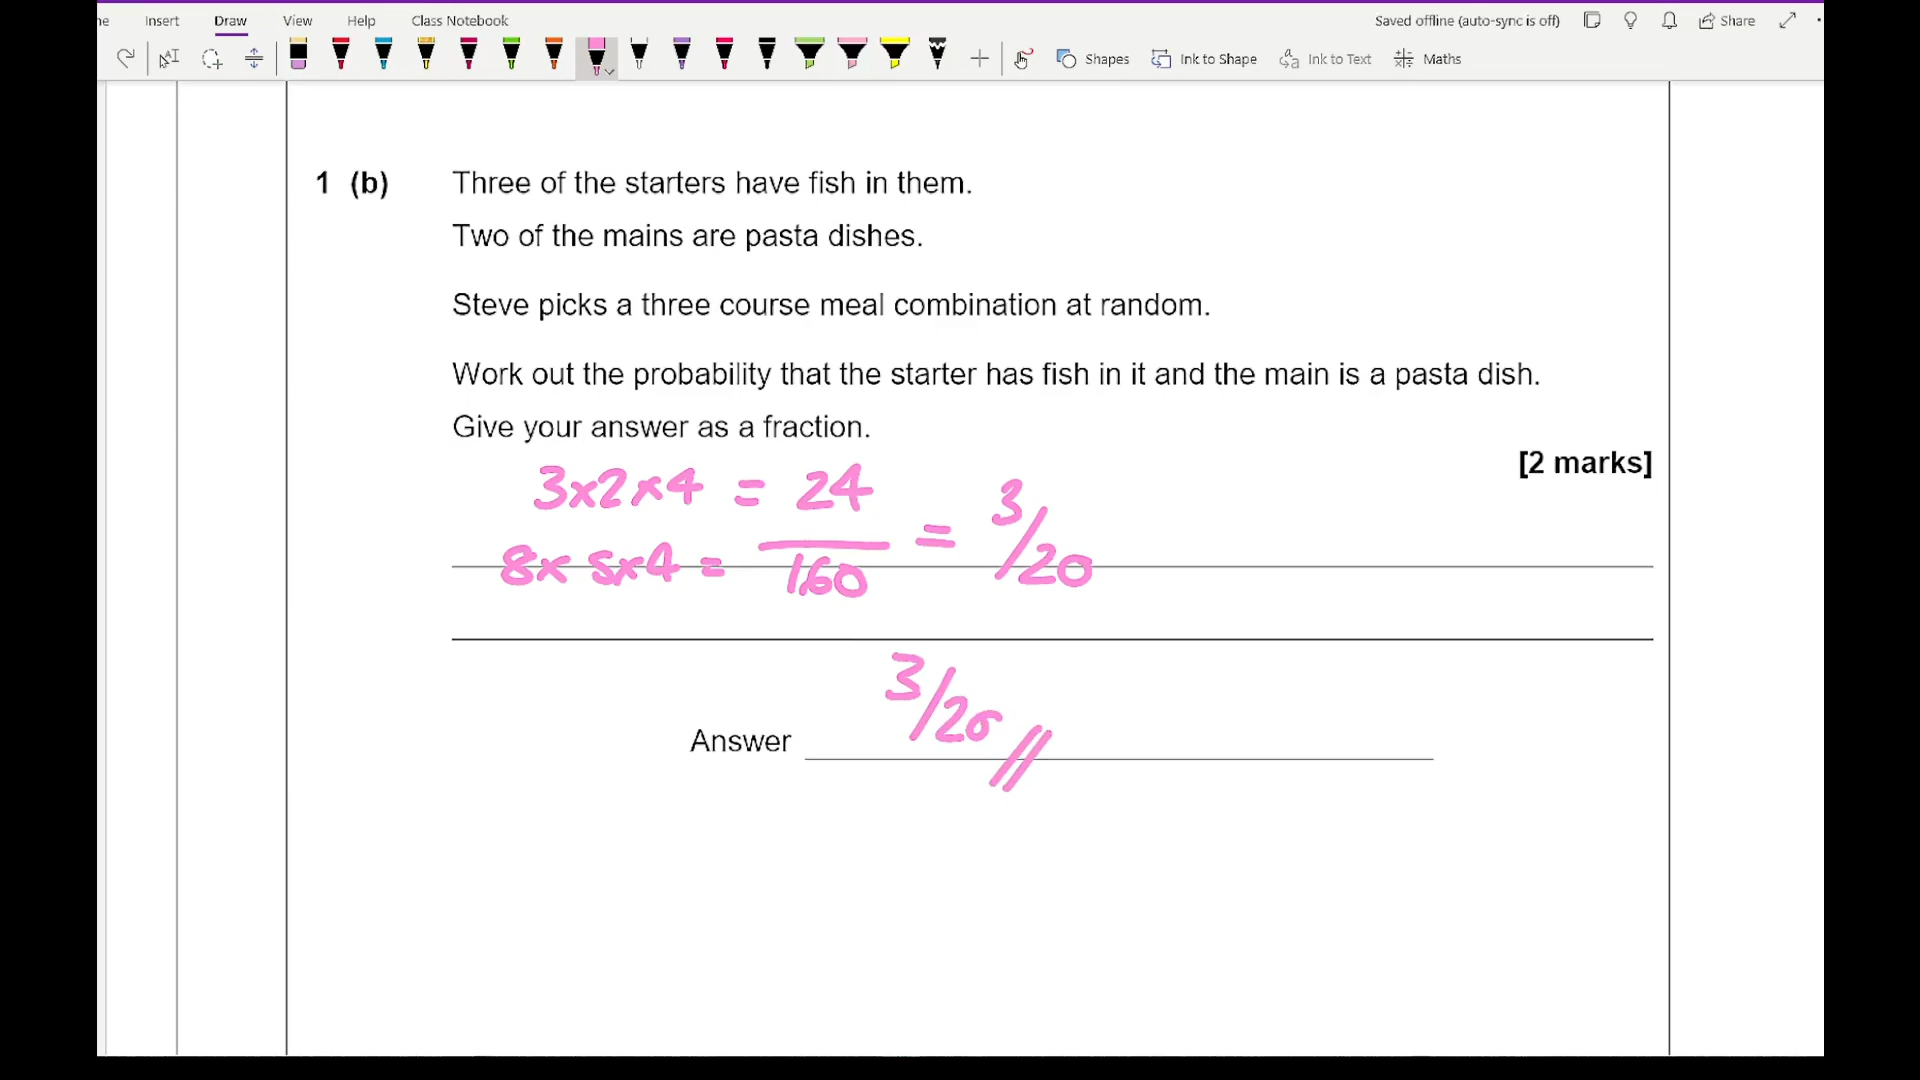 Insert Draw View Help Class Notebook Saved offline (auto-sync is off) Share
Shapes Ink to Shape Ink to Text Maths
1 (b) Three of the starters have fish in them.
Two of the mains are pasta dishes.
Steve picks a three course meal combination at random.
Work out the probability that the starter has fish in it and the main is a pasta dish.
Give your answer as a fraction.
[2 marks]
3x2x4 = 24
8x 5x4 = 160 = 3/20
3/20
Answer